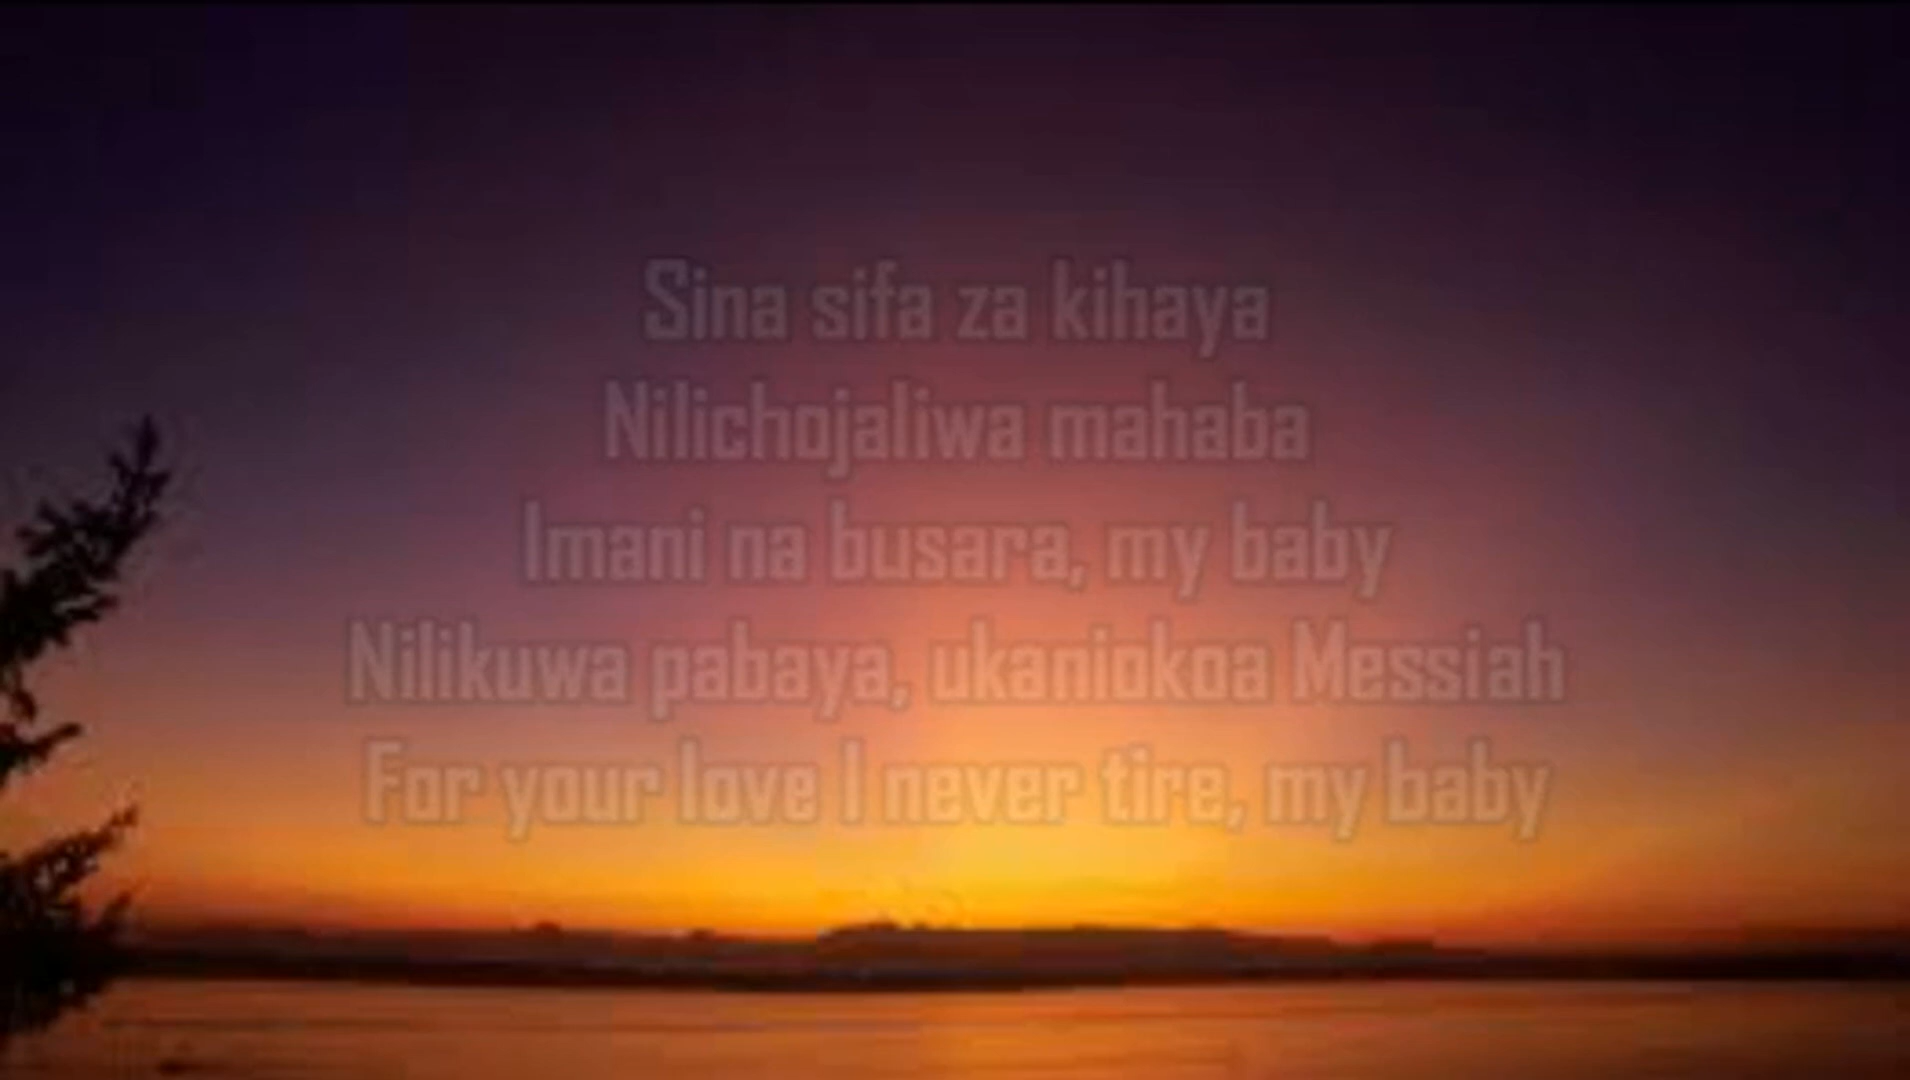 Sina sifa za kihaya
Nilichojaliwa mahaba
Imani na busara, my baby
Nilikuwa pabaya, ukaniokoa Messiah
For your love I never tire, my baby